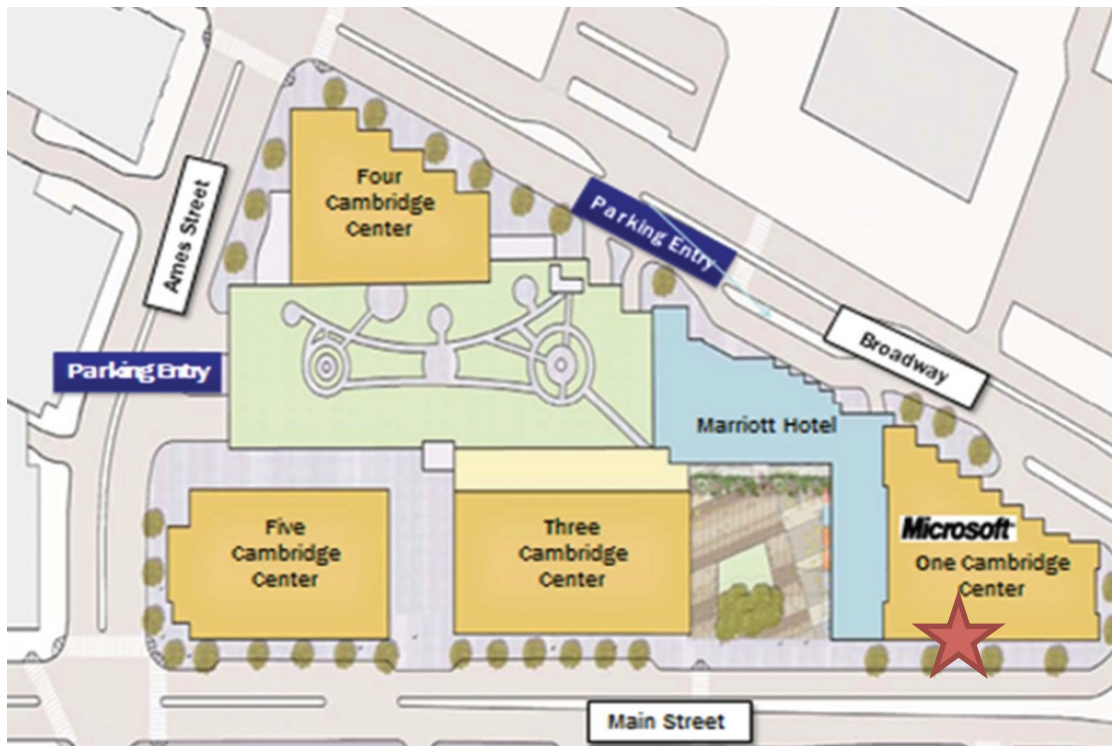 Four
Cambridge
Center
Ames Street
Parking Entry
Parking Entry
Broadway
Marriott Hotel
Five
Cambridge
Center
Three
Cambridge
Center
Microsoft
One Cambridge
Center
Main Street